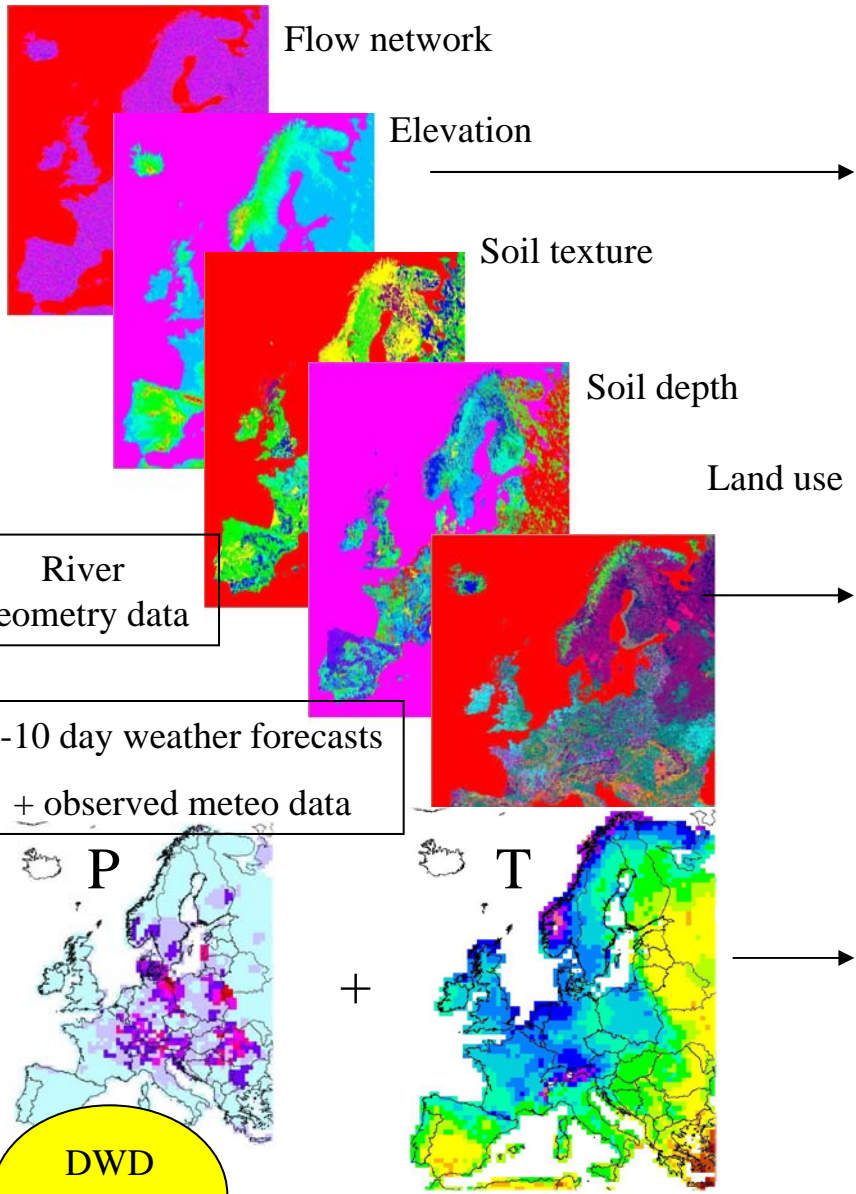 Flow network
Elevation
Soil texture
Soil depth
Land use
River
eometry data
-10 day weather forecasts
+ observed meteo data
P
+
T
DWD